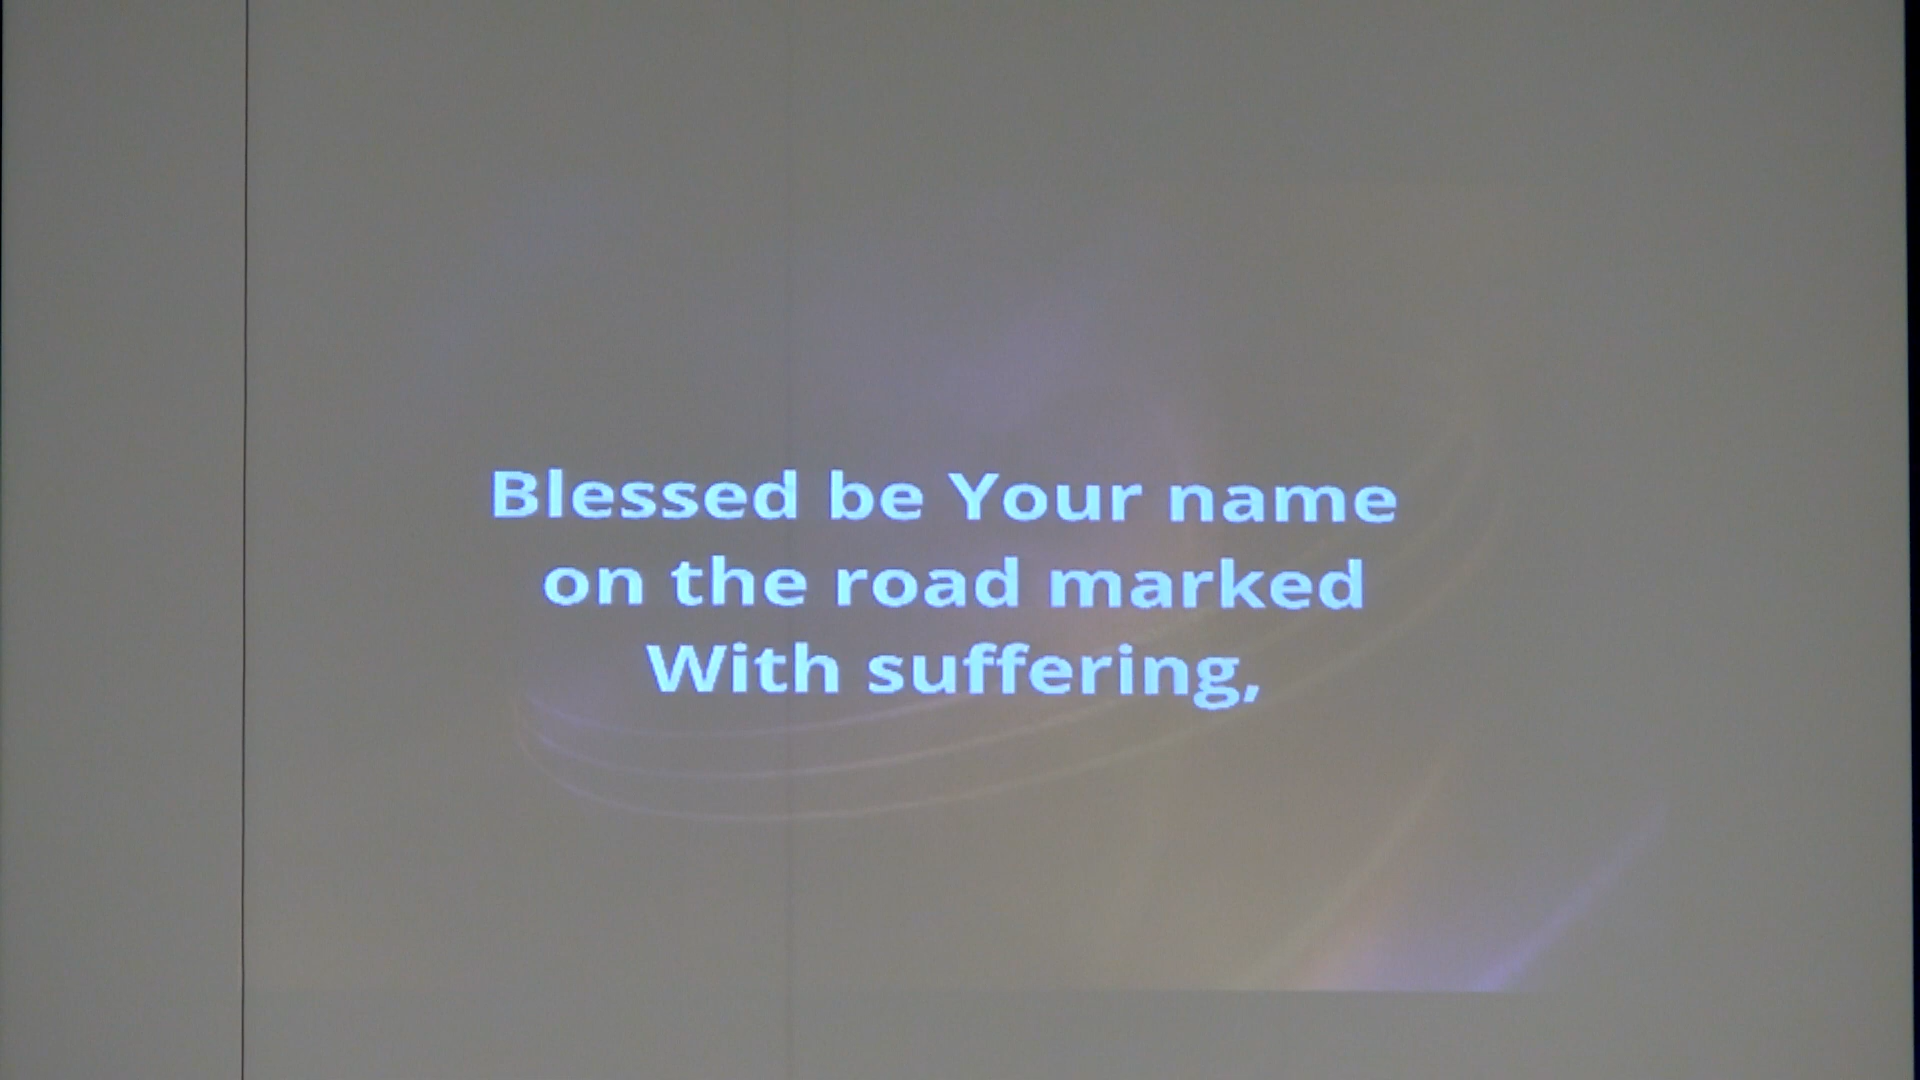 Blessed be Your name
on the road marked
With suffering,